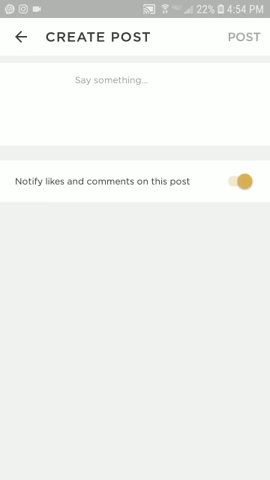 22% 4:54 PM
CREATE POST POST
Say something...
Notify likes and comments on this post